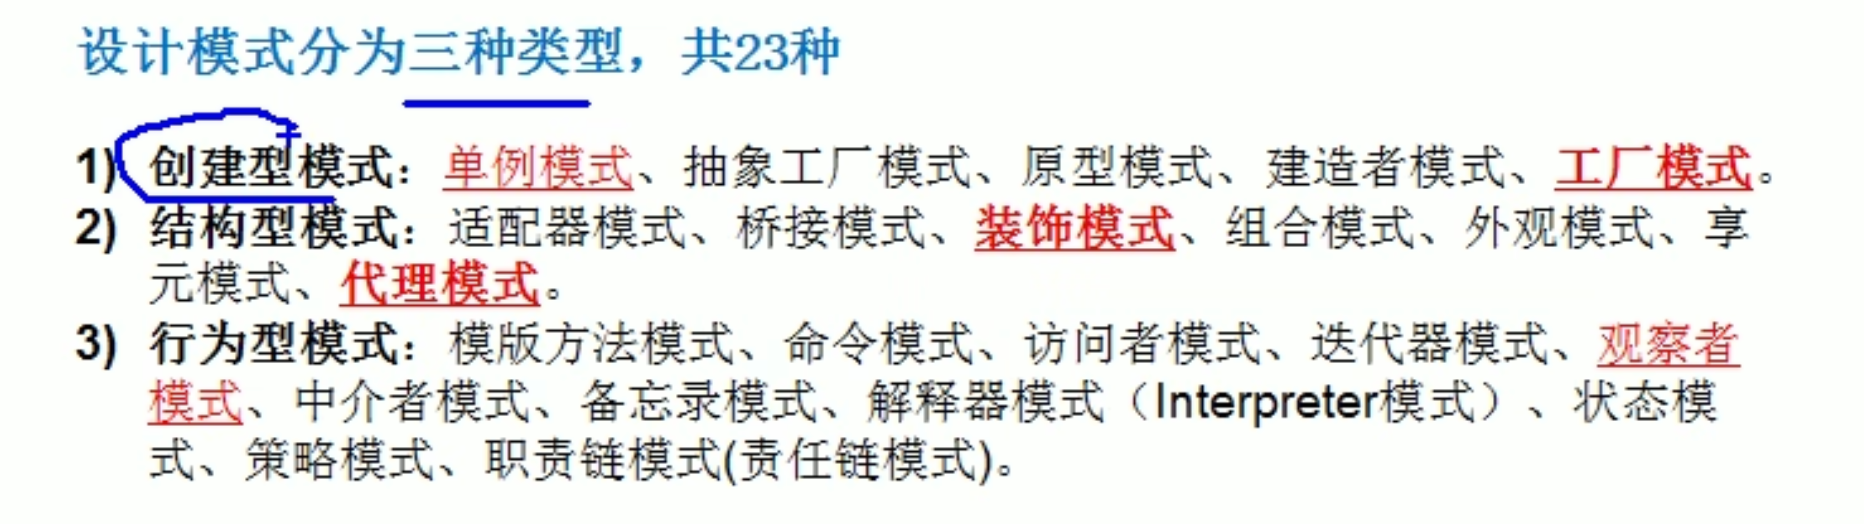 设计模式分为三种类型，共23种
1) 创建型模式：单例模式、抽象工厂模式、原型模式、建造者模式、工厂模式。
2) 结构型模式：适配器模式、桥接模式、装饰模式、组合模式、外观模式、享
元模式、代理模式。
3) 行为型模式：模版方法模式、命令模式、访问者模式、迭代器模式、观察者
模式、中介者模式、备忘录模式、解释器模式（Interpreter模式）、状态模
式、策略模式、职责链模式(责任链模式)。